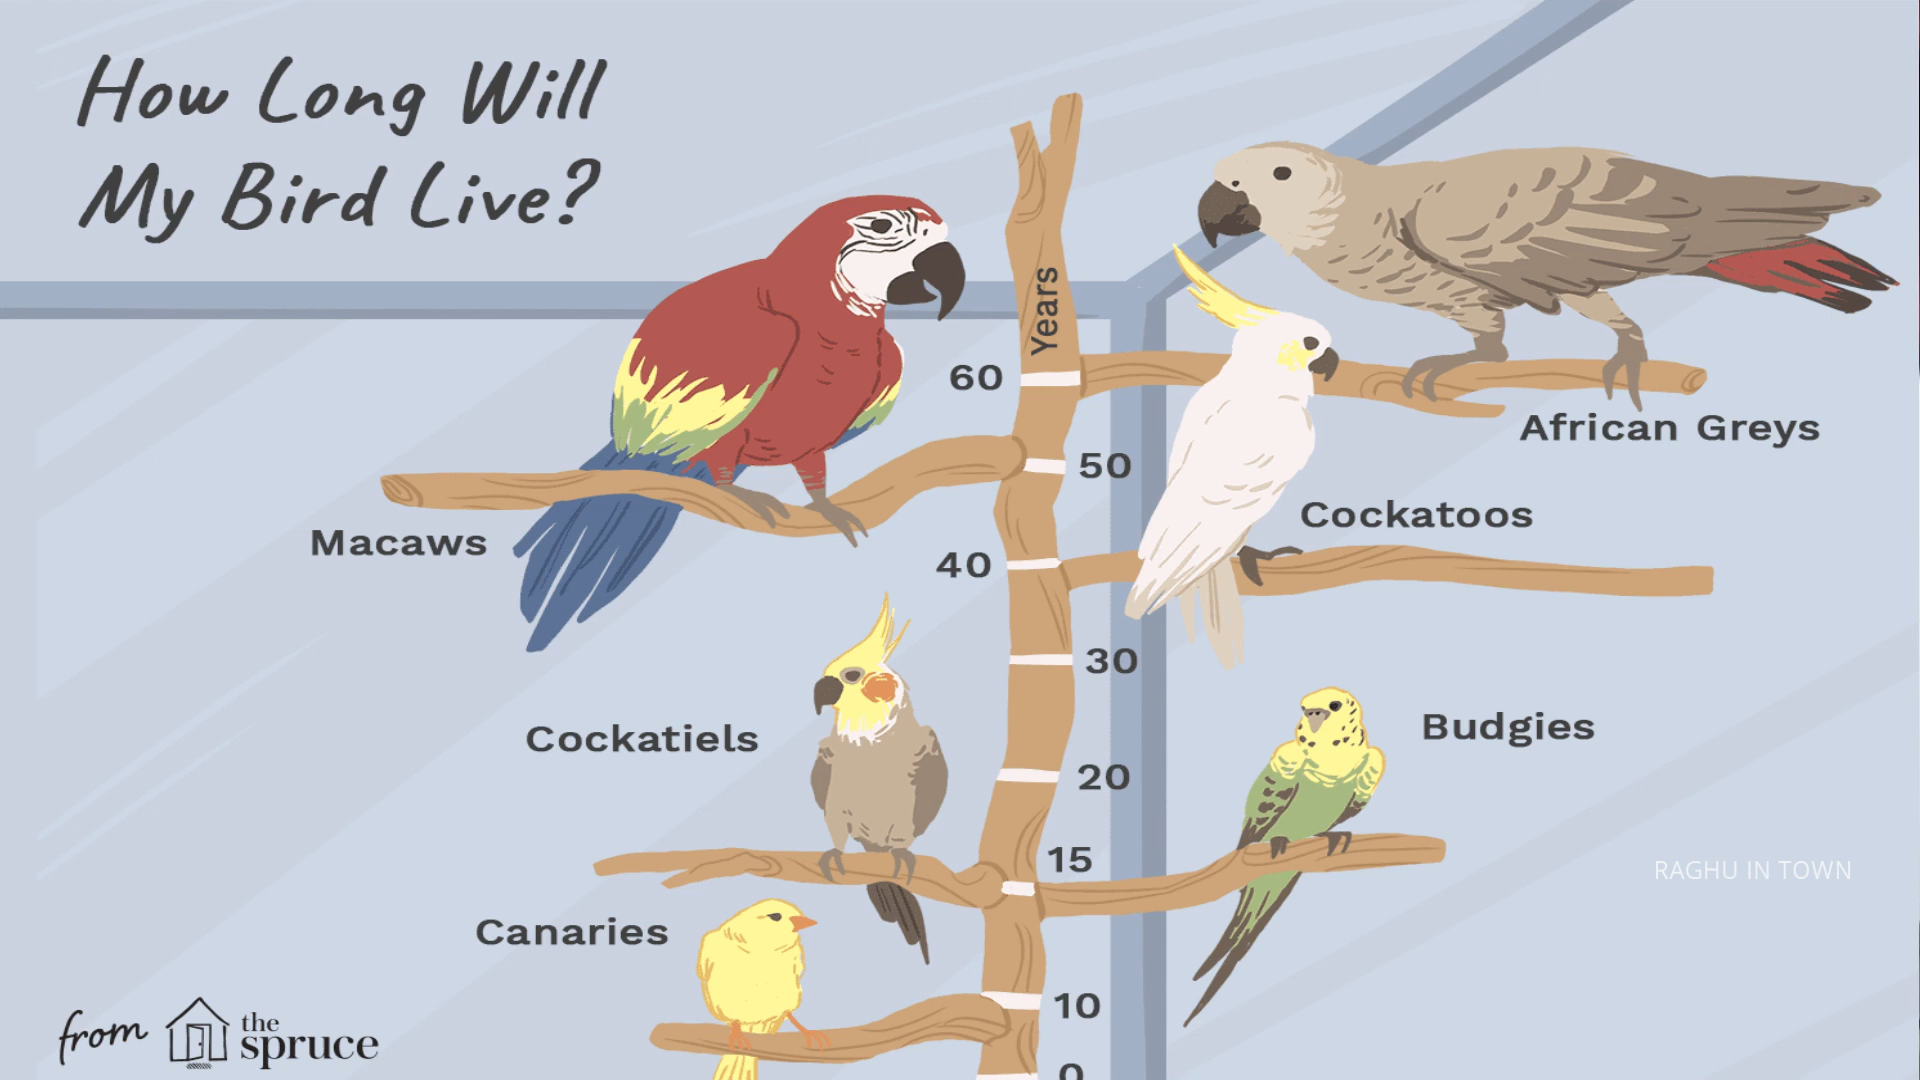 How Long Will
My Bird Live?
Years
60
African Greys
50
Macaws
Cockatoos
40
30
Cockatiels
Budgies
20
15
RAGHU IN TOWN
Canaries
10
from
the
spruce
0